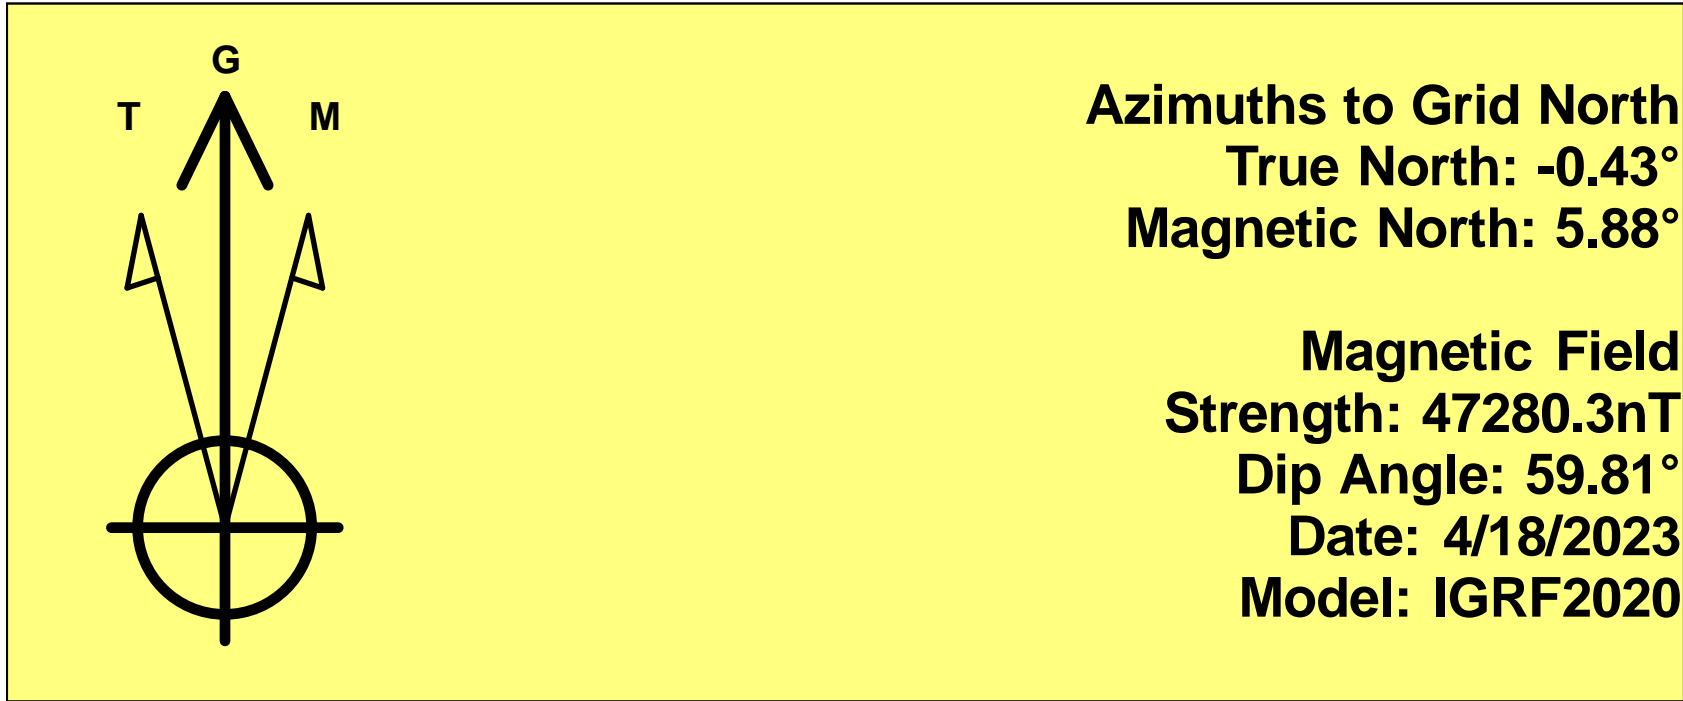 G
T M
Azimuths to Grid North
True North: -0.43°
Magnetic North: 5.88°
Magnetic Field
Strength: 47280.3nT
Dip Angle: 59.81°
Date: 4/18/2023
Model: IGRF2020